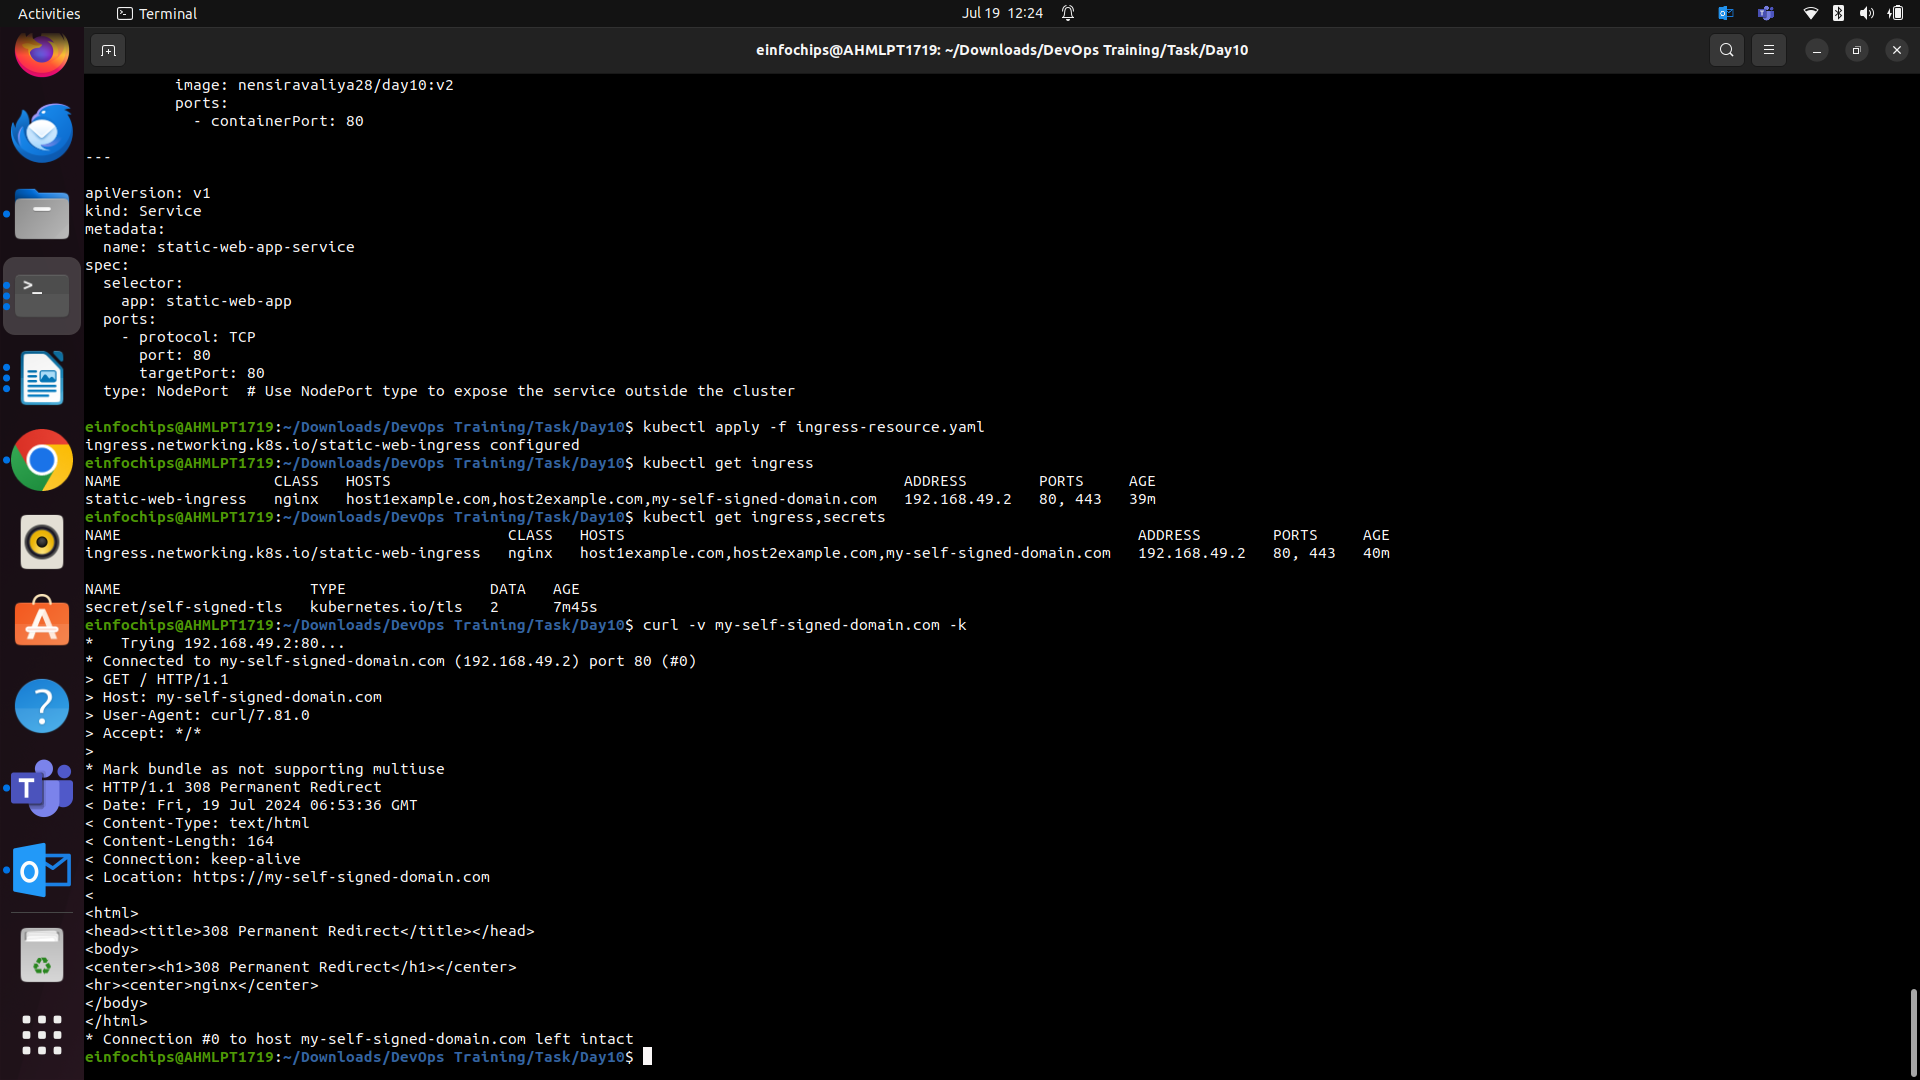 Activities
Terminal
Jul 19 12:24
einfochips@AHMLPT1719: ~/Downloads/DevOps Training/Task/Day10
          image: nensiravaliya28/day10:v2
          ports:
            - containerPort: 80
---
apiVersion: v1
kind: Service
metadata:
  name: static-web-app-service
spec:
  selector:
    app: static-web-app
  ports:
    - protocol: TCP
      port: 80
      targetPort: 80
  type: NodePort  # Use NodePort type to expose the service outside the cluster
einfochips@AHMLPT1719:~/Downloads/DevOps Training/Task/Day10$ kubectl apply -f ingress-resource.yaml
ingress.networking.k8s.io/static-web-ingress configured
einfochips@AHMLPT1719:~/Downloads/DevOps Training/Task/Day10$ kubectl get ingress
NAME                 CLASS   HOSTS                                                         ADDRESS        PORTS     AGE
static-web-ingress   nginx   host1example.com,host2example.com,my-self-signed-domain.com   192.168.49.2   80, 443   39m
einfochips@AHMLPT1719:~/Downloads/DevOps Training/Task/Day10$ kubectl get ingress,secrets
NAME                                           CLASS   HOSTS                                                         ADDRESS        PORTS     AGE
ingress.networking.k8s.io/static-web-ingress   nginx   host1example.com,host2example.com,my-self-signed-domain.com   192.168.49.2   80, 443   40m
NAME                     TYPE                DATA   AGE
secret/self-signed-tls   kubernetes.io/tls   2      7m45s
einfochips@AHMLPT1719:~/Downloads/DevOps Training/Task/Day10$ curl -v my-self-signed-domain.com -k
*   Trying 192.168.49.2:80...
* Connected to my-self-signed-domain.com (192.168.49.2) port 80 (#0)
> GET / HTTP/1.1
> Host: my-self-signed-domain.com
> User-Agent: curl/7.81.0
> Accept: */*
>
* Mark bundle as not supporting multiuse
< HTTP/1.1 308 Permanent Redirect
< Date: Fri, 19 Jul 2024 06:53:36 GMT
< Content-Type: text/html
< Content-Length: 164
< Connection: keep-alive
< Location: https://my-self-signed-domain.com
<
<html>
<head><title>308 Permanent Redirect</title></head>
<body>
<center><h1>308 Permanent Redirect</h1></center>
<hr><center>nginx</center>
</body>
</html>
* Connection #0 to host my-self-signed-domain.com left intact
einfochips@AHMLPT1719:~/Downloads/DevOps Training/Task/Day10$